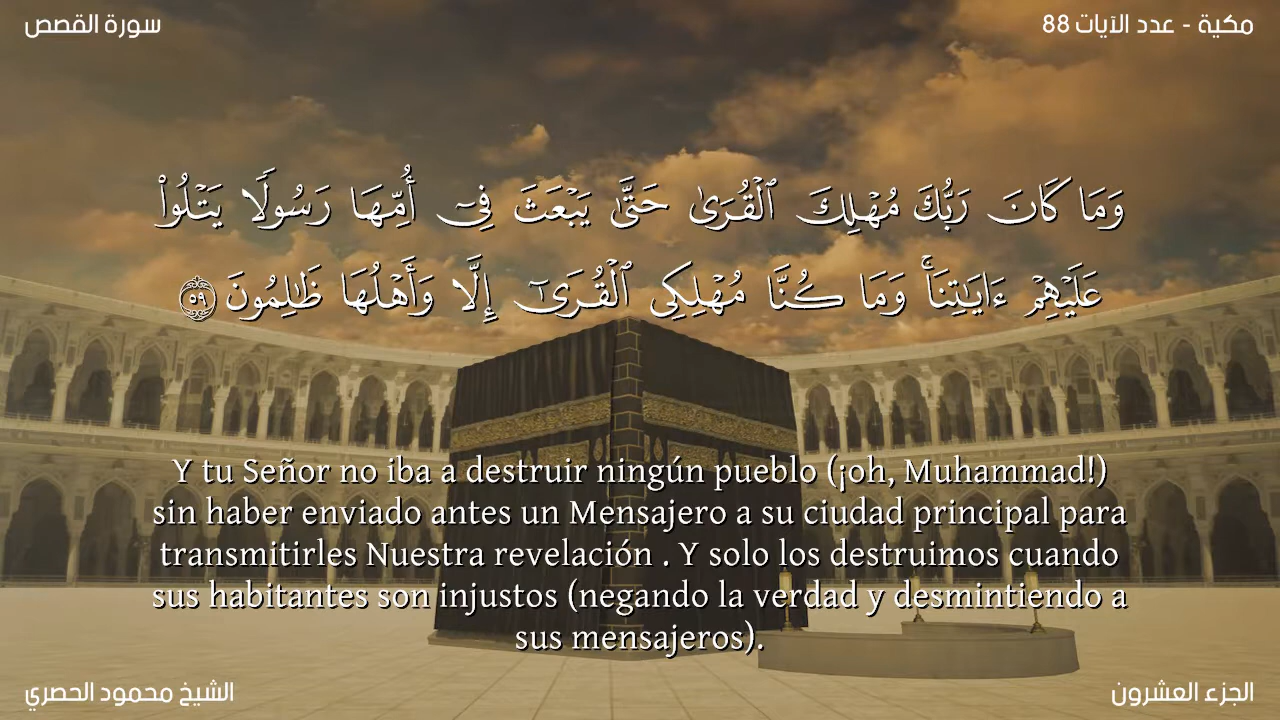 مكية - عدد الآيات 88
سورة القصص
وَمَا كَانَ رَبُّكَ مُهْلِكَ ٱلْقُرَىٰ حَتَّىٰ يَبْعَثَ فِىٓ أُمِّهَا رَسُولًا يَتْلُوا۟
عَلَيْهِمْ ءَايَـٰتِنَا ۚ وَمَا كُنَّا مُهْلِكِى ٱلْقُرَىٰٓ إِلَّا وَأَهْلُهَا ظَـٰلِمُونَ ٥٩
Y tu Señor no iba a destruir ningún pueblo (¡oh, Muhammad!)
sin haber enviado antes un Mensajero a su ciudad principal para
transmitirles Nuestra revelación . Y solo los destruimos cuando
sus habitantes son injustos (negando la verdad y desmintiendo a
sus mensajeros).
الجزء العشرون
الشيخ محمود الحصري